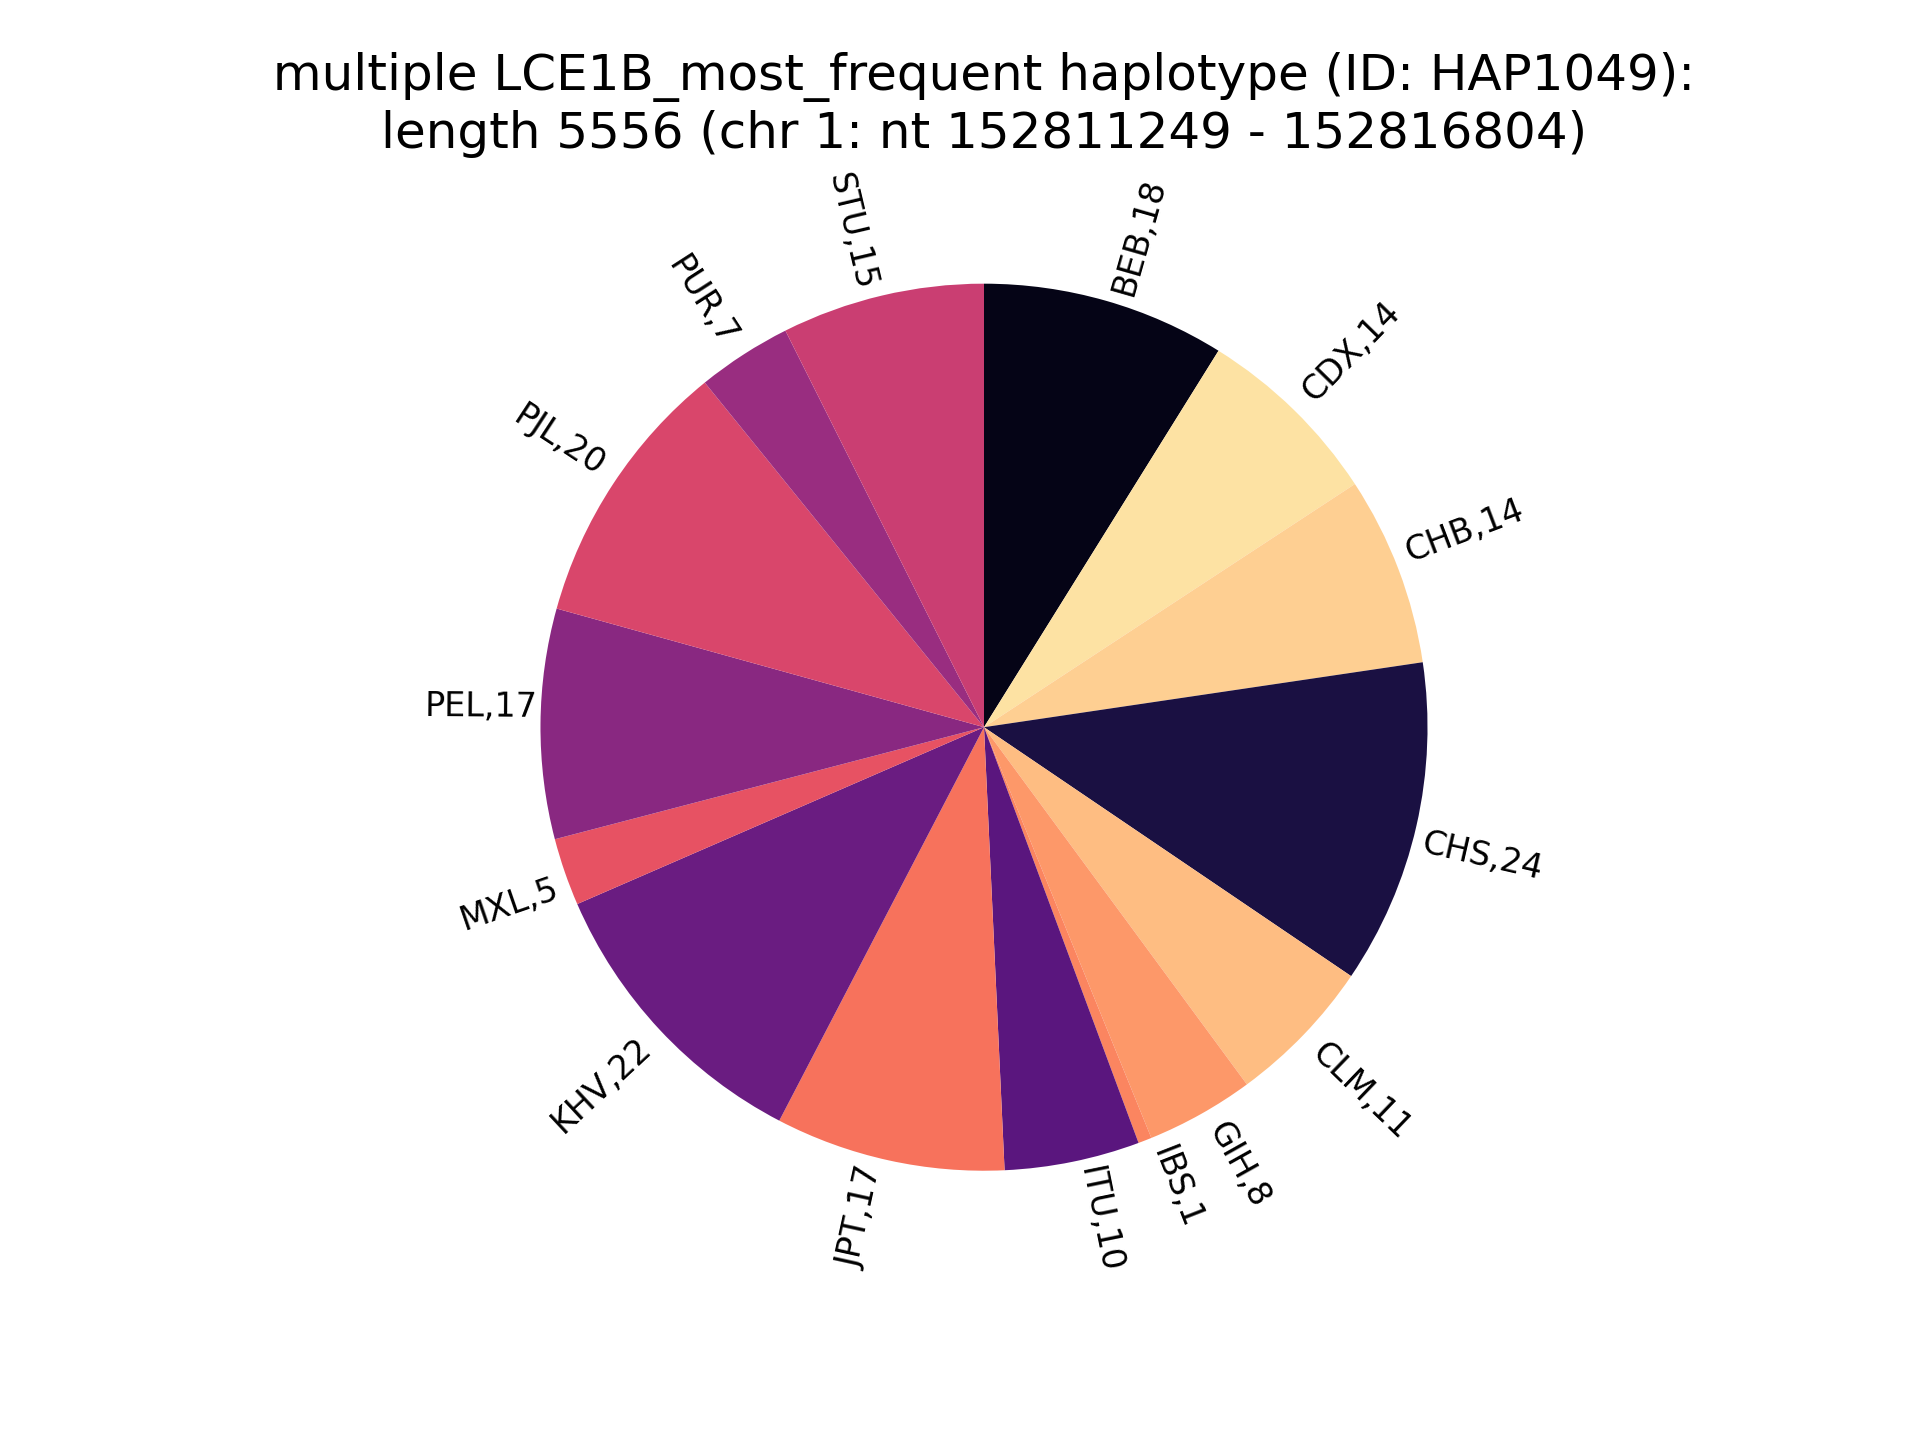 multiple LCE1B_most_frequent haplotype (ID: HAP1049):
length 5556 (chr 1: nt 152811249 - 152816804)
BEB,18
CDX,14
CHB,14
CHS,24
CLM,11
GIH,8
IBS,1
ITU,10
JPT,17
KHV,22
MXL,5
PEL,17
PJL,20
PUR,7
STU,15